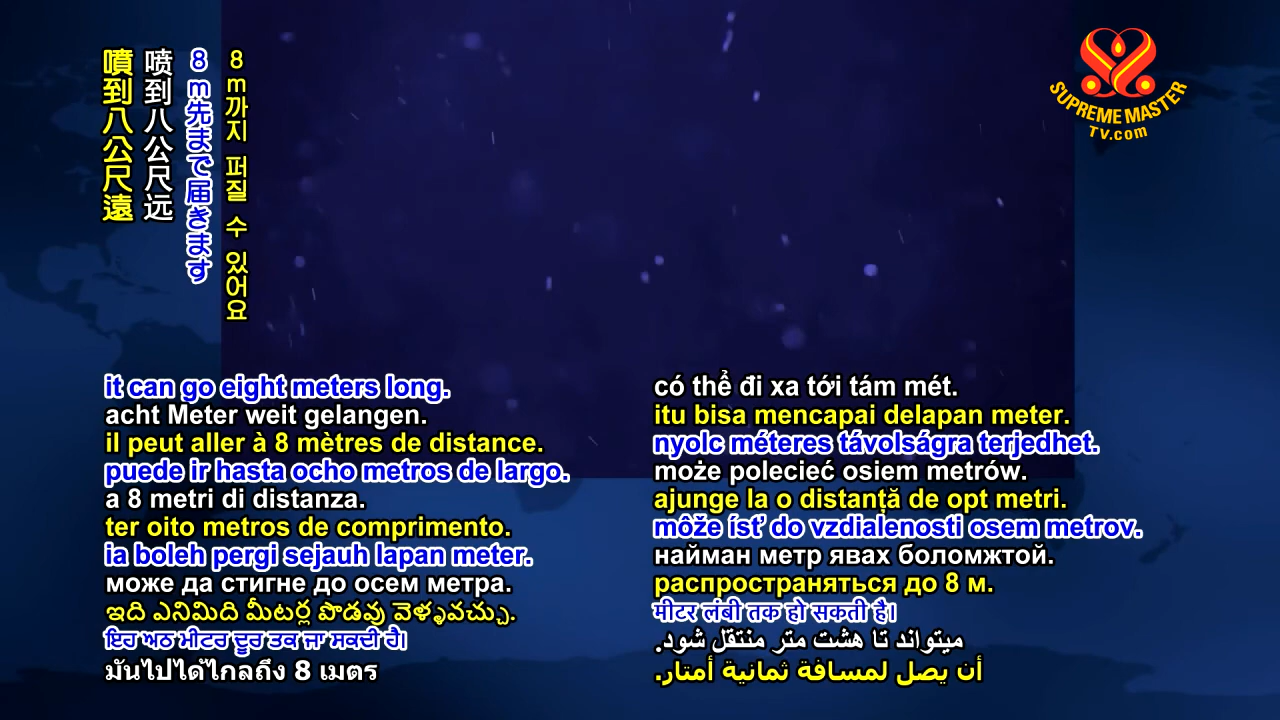 噴到八公尺遠
喷到八公尺远
8m先まで届きます
8m까지 퍼질 수 있어요
SUPREME MASTER
TV.com
it can go eight meters long.
acht Meter weit gelangen.
il peut aller à 8 mètres de distance.
puede ir hasta ocho metros de largo.
a 8 metri di distanza.
ter oito metros de comprimento.
ia boleh pergi sejauh lapan meter.
може да стигне до осем метра.
ఇది ఎనిమిది మీటర్ల పొడవు వెళ్ళవచ్చు.
ਇਹ ਅਠ ਮੀਟਰ ਦੂਰ ਤਕ ਜਾ ਸਕਦੀ ਹੈ।
มันไปได้ไกลถึง 8 เมตร
có thể đi xa tới tám mét.
itu bisa mencapai delapan meter.
nyolc méteres távolságra terjedhet.
może polecieć osiem metrów.
ajunge la o distanță de opt metri.
môže ísť do vzdialenosti osem metrov.
найман метр явах боломжтой.
распространяться до 8 м.
मीटर लंबी तक हो सकती है।
میتواند تا هشت متر منتقل شود.
أن يصل لمسافة ثمانية أمتار.